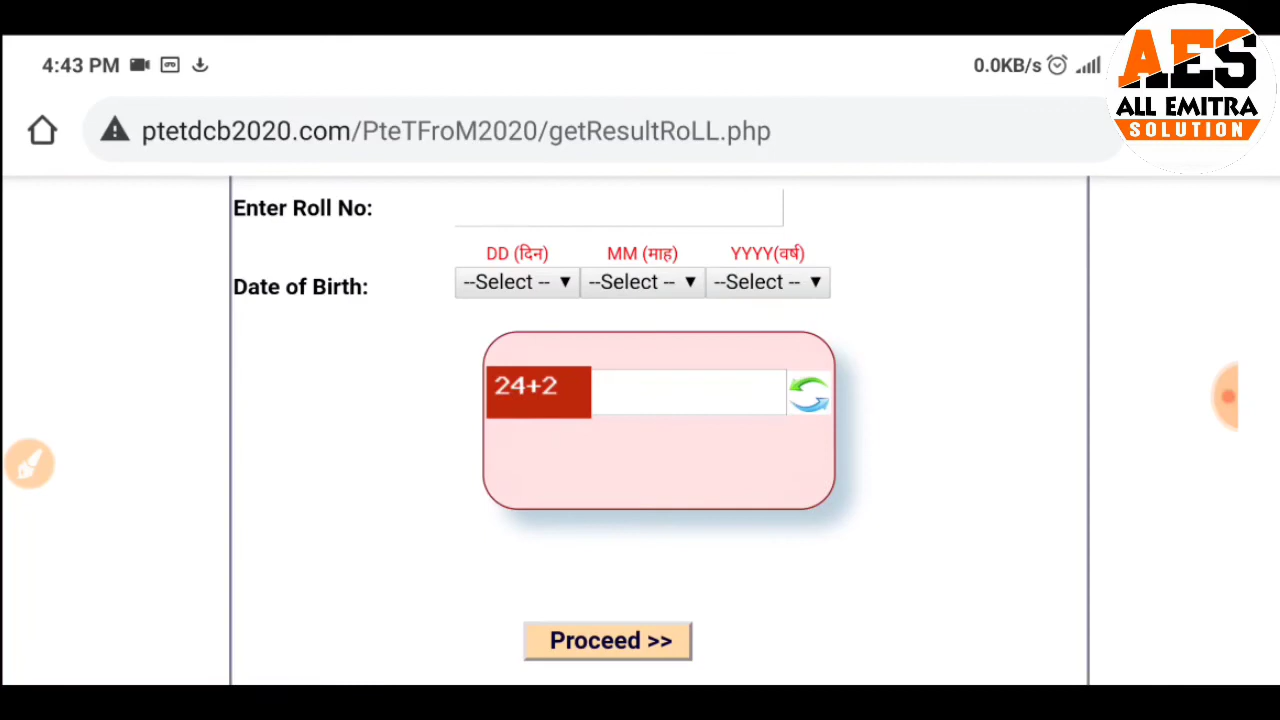 4:43 PM
0.0KB/s
AES
ALL EMITRA
SOLUTION
ptetdcb2020.com/PteTFroM2020/getResultRoLL.php
Enter Roll No:
DD (दिन) MM (माह) YYYY(वर्ष)
Date of Birth: --Select -- --Select -- --Select --
24+2
Proceed >>